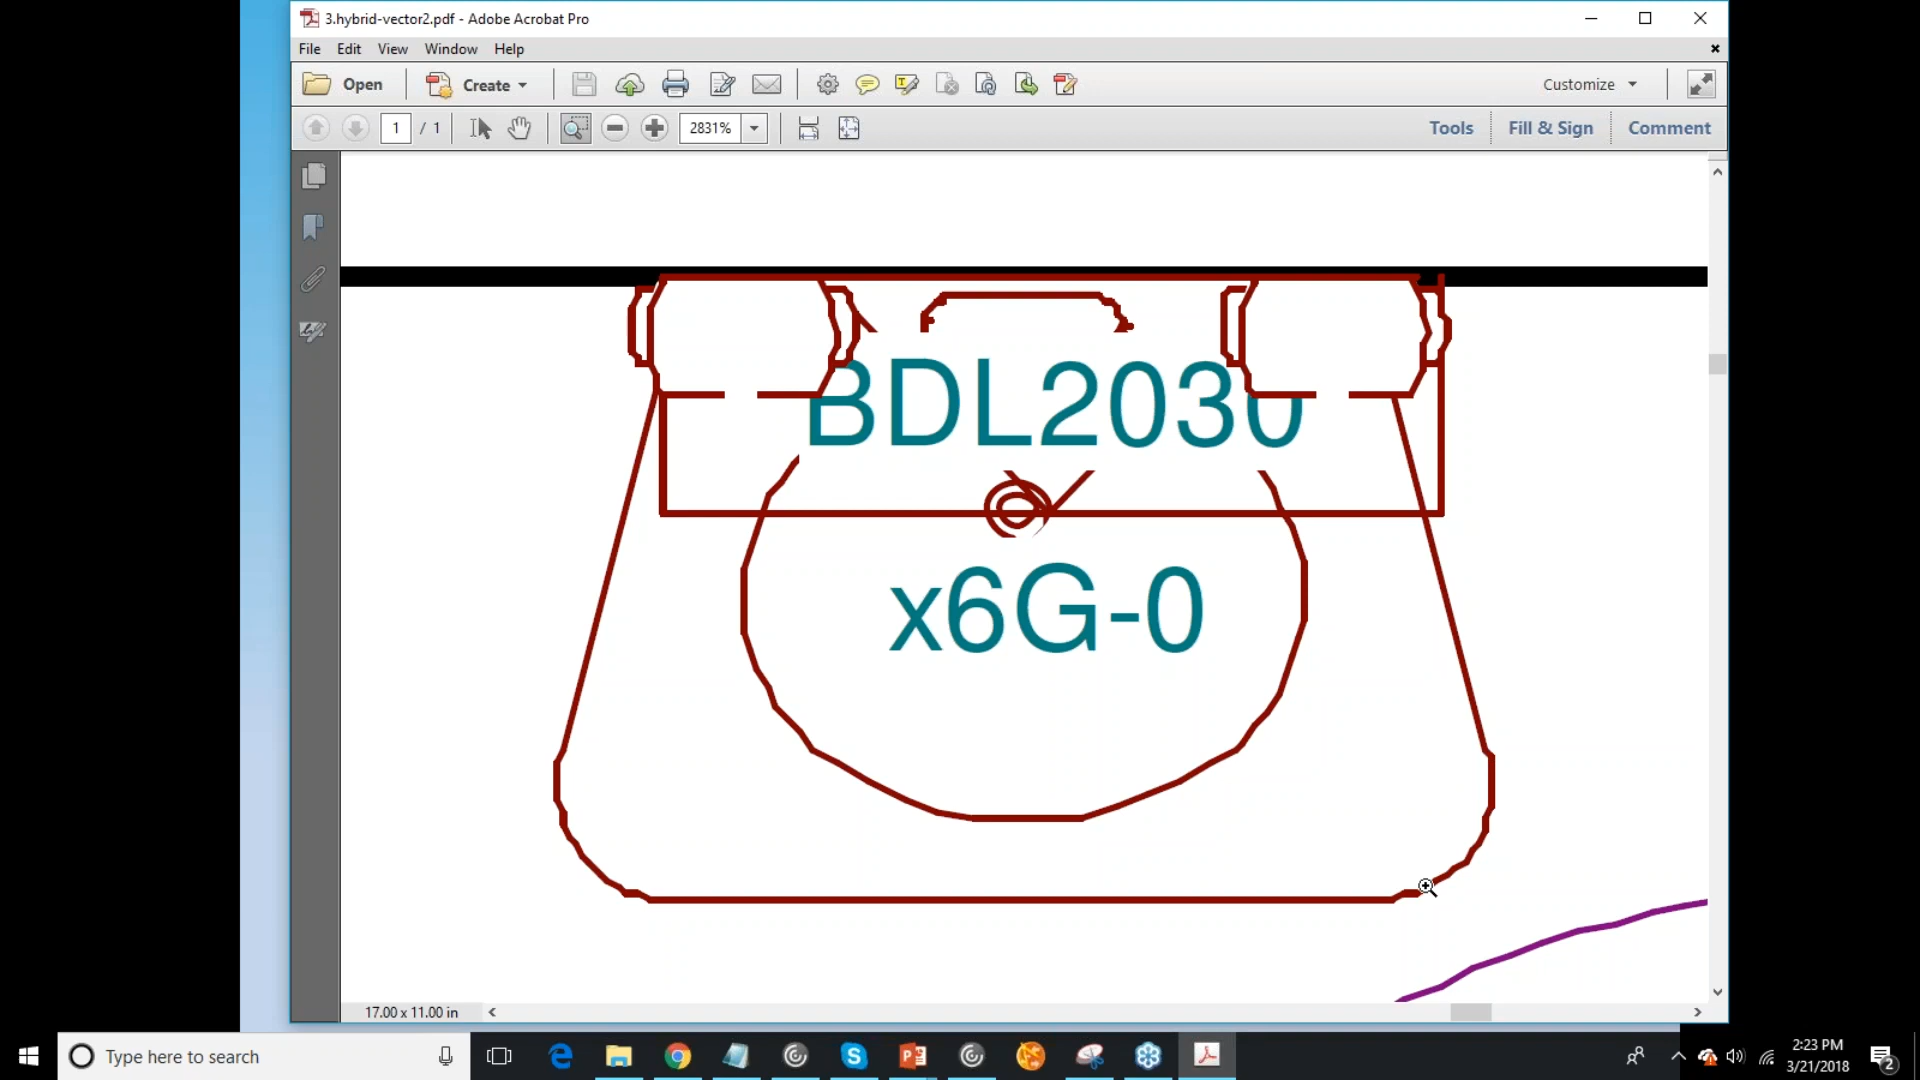 3.hybrid-vector2.pdf - Adobe Acrobat Pro
File Edit View Window Help
Open Create Customize
1 / 1 2831% Tools Fill & Sign Comment
BDL2030
x6G-0
17.00 x 11.00 in
Type here to search
2:23 PM
3/21/2018
2